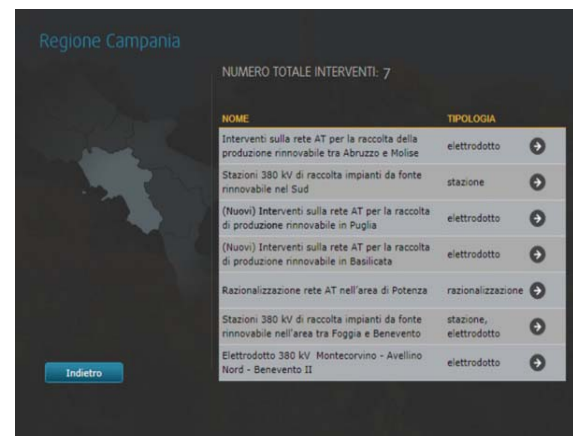 Regione Campania
NUMERO TOTALE INTERVENTI: 7
NOME TIPOLOGIA
Interventi sulla rete AT per la raccolta della
produzione rinnovabile tra Abruzzo e Molise
elettrodotto
Stazioni 380 kV di raccolta impianti da fonte
rinnovabile nel Sud
stazione
(Nuovi) Interventi sulla rete AT per la raccolta
di produzione rinnovabile in Puglia
elettrodotto
(Nuovi) Interventi sulla rete AT per la raccolta
di produzione rinnovabile in Basilicata
elettrodotto
Razionalizzazione rete AT nell'area di Potenza
razionalizzazione
Stazioni 380 kV di raccolta impianti da fonte
rinnovabile nell'area tra Foggia e Benevento
stazione,
elettrodotto
Elettrodotto 380 kV Montecorvino - Avellino
Nord - Benevento II
elettrodotto
Indietro